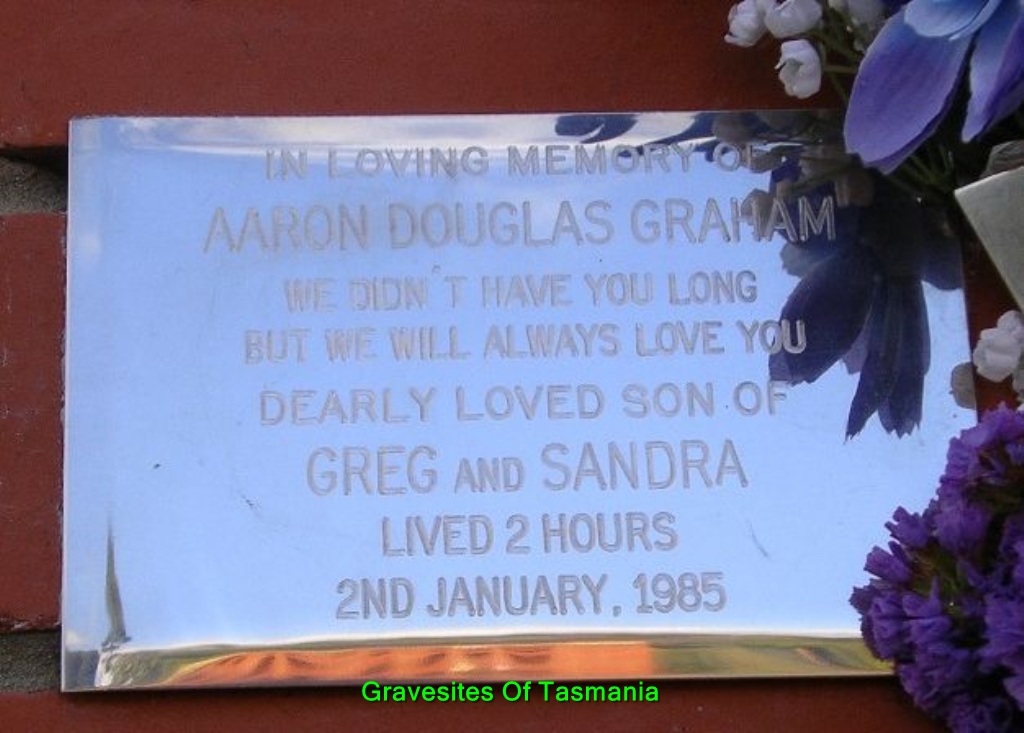 IN LOVING MEMORY OF
AARON DOUGLAS GRAHAM
WE DIDN'T HAVE YOU LONG
BUT WE WILL ALWAYS LOVE YOU
DEARLY LOVED SON OF
GREG AND SANDRA
LIVED 2 HOURS
2ND JANUARY, 1985
Gravesites Of Tasmania